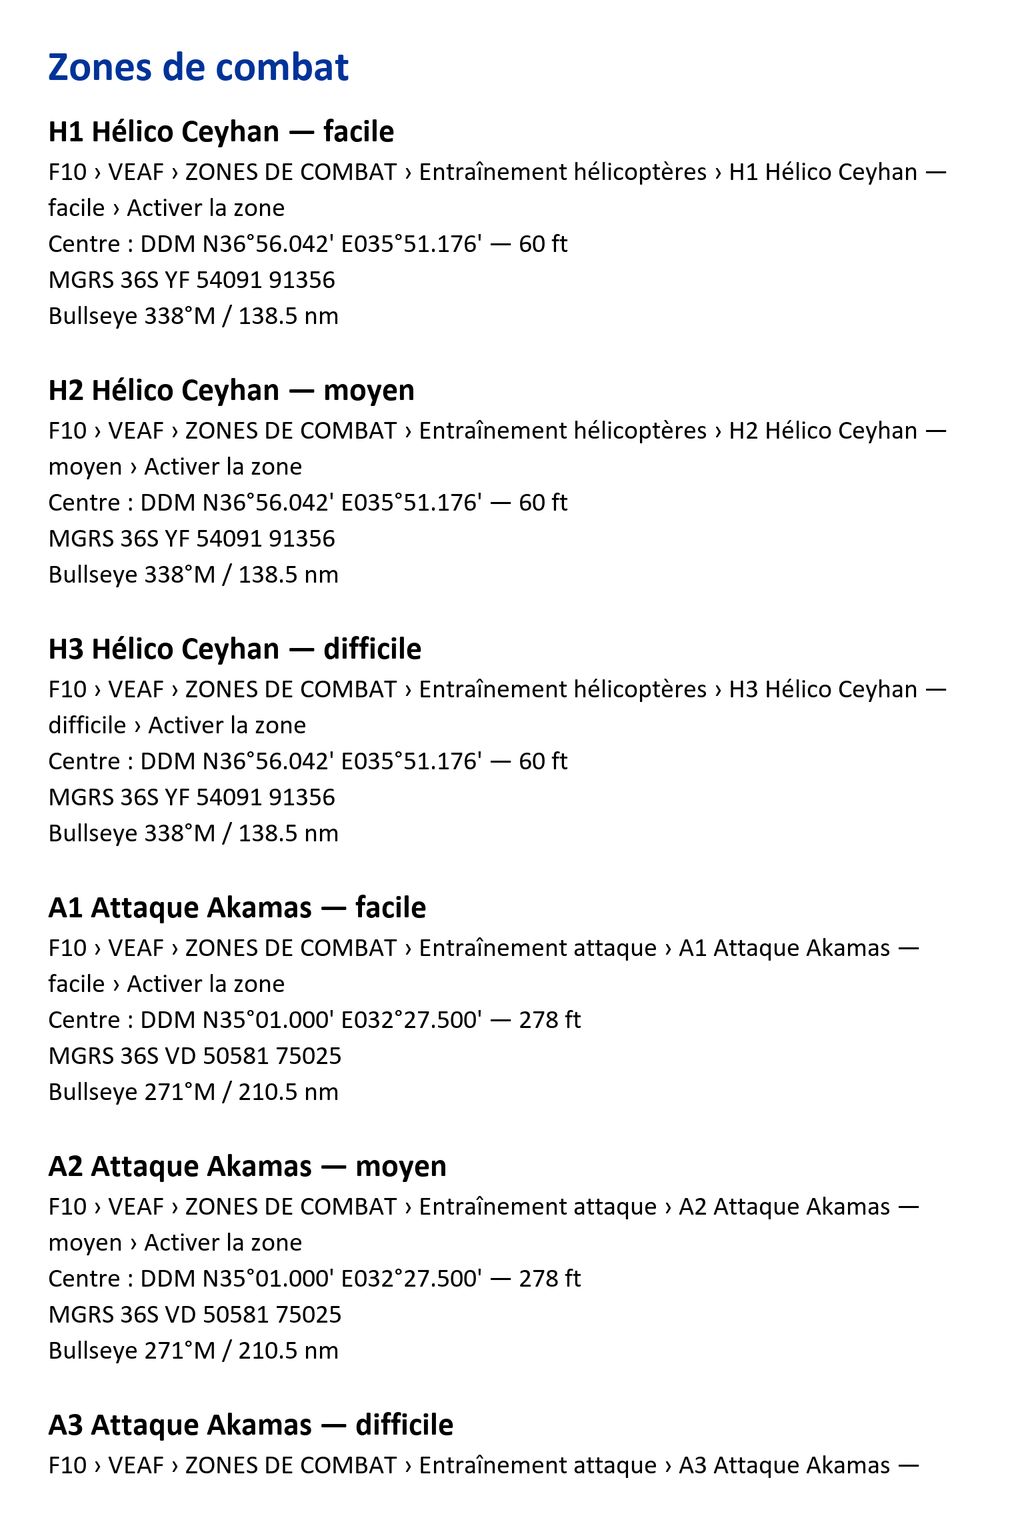 Zones de combat
H1 Hélico Ceyhan — facile
F10 › VEAF › ZONES DE COMBAT › Entraînement hélicoptères › H1 Hélico Ceyhan —
facile › Activer la zone
Centre : DDM N36°56.042' E035°51.176' — 60 ft
MGRS 36S YF 54091 91356
Bullseye 338°M / 138.5 nm
H2 Hélico Ceyhan — moyen
F10 › VEAF › ZONES DE COMBAT › Entraînement hélicoptères › H2 Hélico Ceyhan —
moyen › Activer la zone
Centre : DDM N36°56.042' E035°51.176' — 60 ft
MGRS 36S YF 54091 91356
Bullseye 338°M / 138.5 nm
H3 Hélico Ceyhan — difficile
F10 › VEAF › ZONES DE COMBAT › Entraînement hélicoptères › H3 Hélico Ceyhan —
difficile › Activer la zone
Centre : DDM N36°56.042' E035°51.176' — 60 ft
MGRS 36S YF 54091 91356
Bullseye 338°M / 138.5 nm
A1 Attaque Akamas — facile
F10 › VEAF › ZONES DE COMBAT › Entraînement attaque › A1 Attaque Akamas —
facile › Activer la zone
Centre : DDM N35°01.000' E032°27.500' — 278 ft
MGRS 36S VD 50581 75025
Bullseye 271°M / 210.5 nm
A2 Attaque Akamas — moyen
F10 › VEAF › ZONES DE COMBAT › Entraînement attaque › A2 Attaque Akamas —
moyen › Activer la zone
Centre : DDM N35°01.000' E032°27.500' — 278 ft
MGRS 36S VD 50581 75025
Bullseye 271°M / 210.5 nm
A3 Attaque Akamas — difficile
F10 › VEAF › ZONES DE COMBAT › Entraînement attaque › A3 Attaque Akamas —